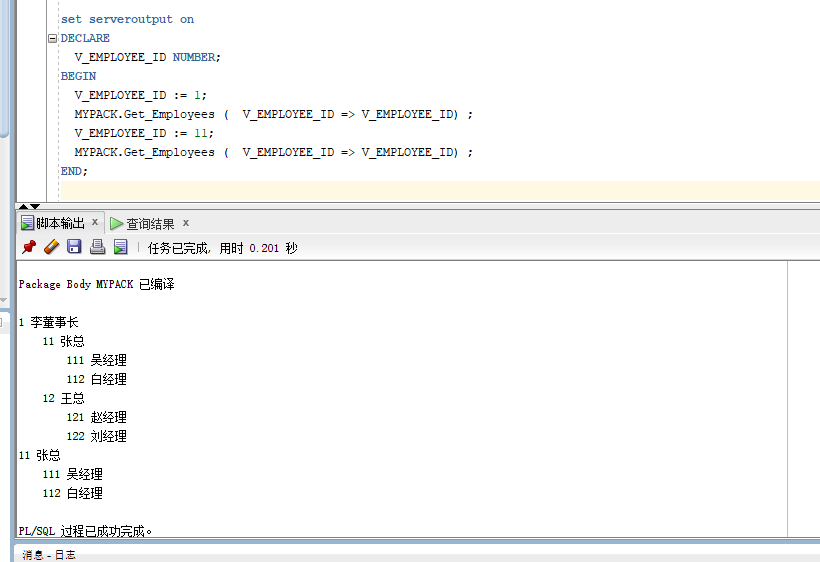 set serveroutput on
DECLARE
  V_EMPLOYEE_ID NUMBER;
BEGIN
  V_EMPLOYEE_ID := 1;
  MYPACK.Get_Employees (  V_EMPLOYEE_ID => V_EMPLOYEE_ID) ;
  V_EMPLOYEE_ID := 11;
  MYPACK.Get_Employees (  V_EMPLOYEE_ID => V_EMPLOYEE_ID) ;
END;
脚本输出 x 查询结果 x
任务已完成, 用时 0.201 秒
Package Body MYPACK 已编译
1 李董事长
    11 张总
        111 吴经理
        112 白经理
    12 王总
        121 赵经理
        122 刘经理
11 张总
    111 吴经理
    112 白经理
PL/SQL 过程已成功完成。
消息 - 日志